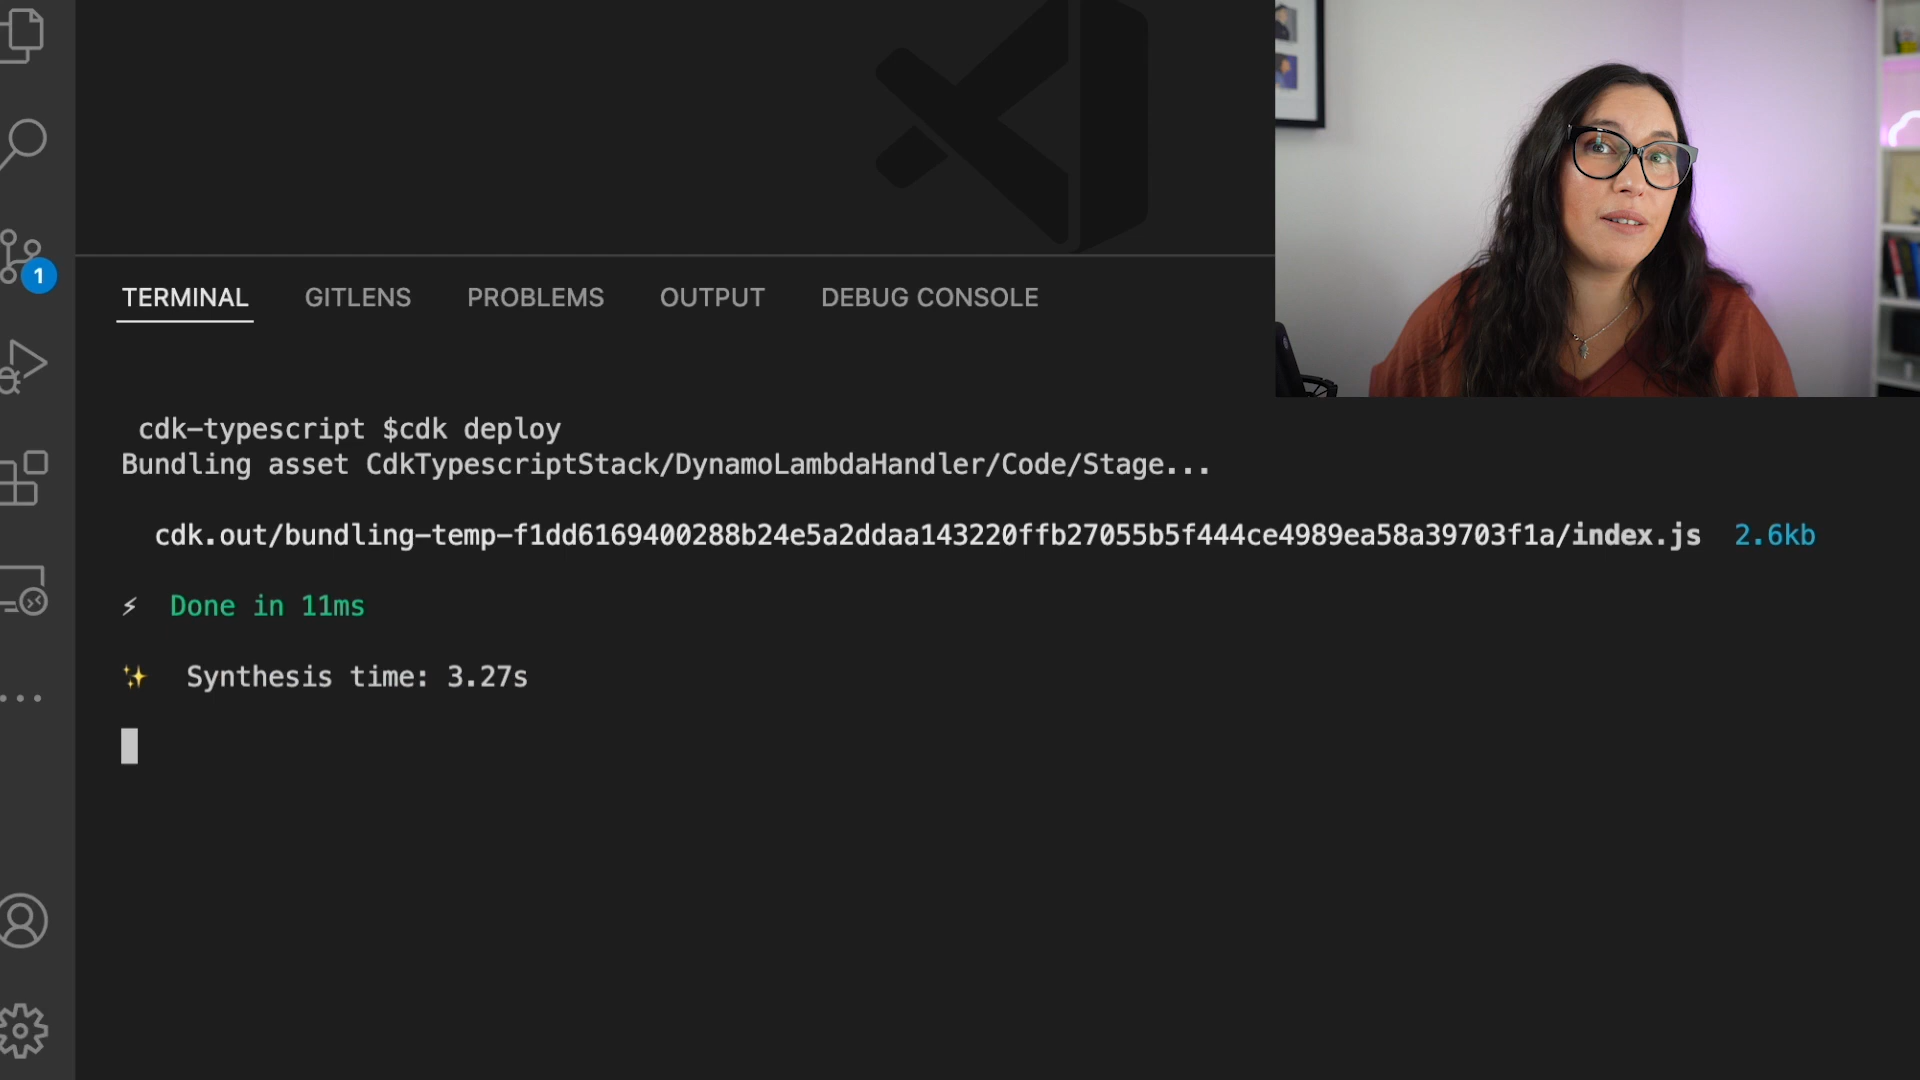 1
TERMINAL GITLENS PROBLEMS OUTPUT DEBUG CONSOLE
cdk-typescript $cdk deploy
Bundling asset CdkTypescriptStack/DynamoLambdaHandler/Code/Stage...
cdk.out/bundling-temp-f1dd6169400288b24e5a2ddaa143220ffb27055b5f444ce4989ea58a39703f1a/index.js 2.6kb
⚡ Done in 11ms
✨ Synthesis time: 3.27s